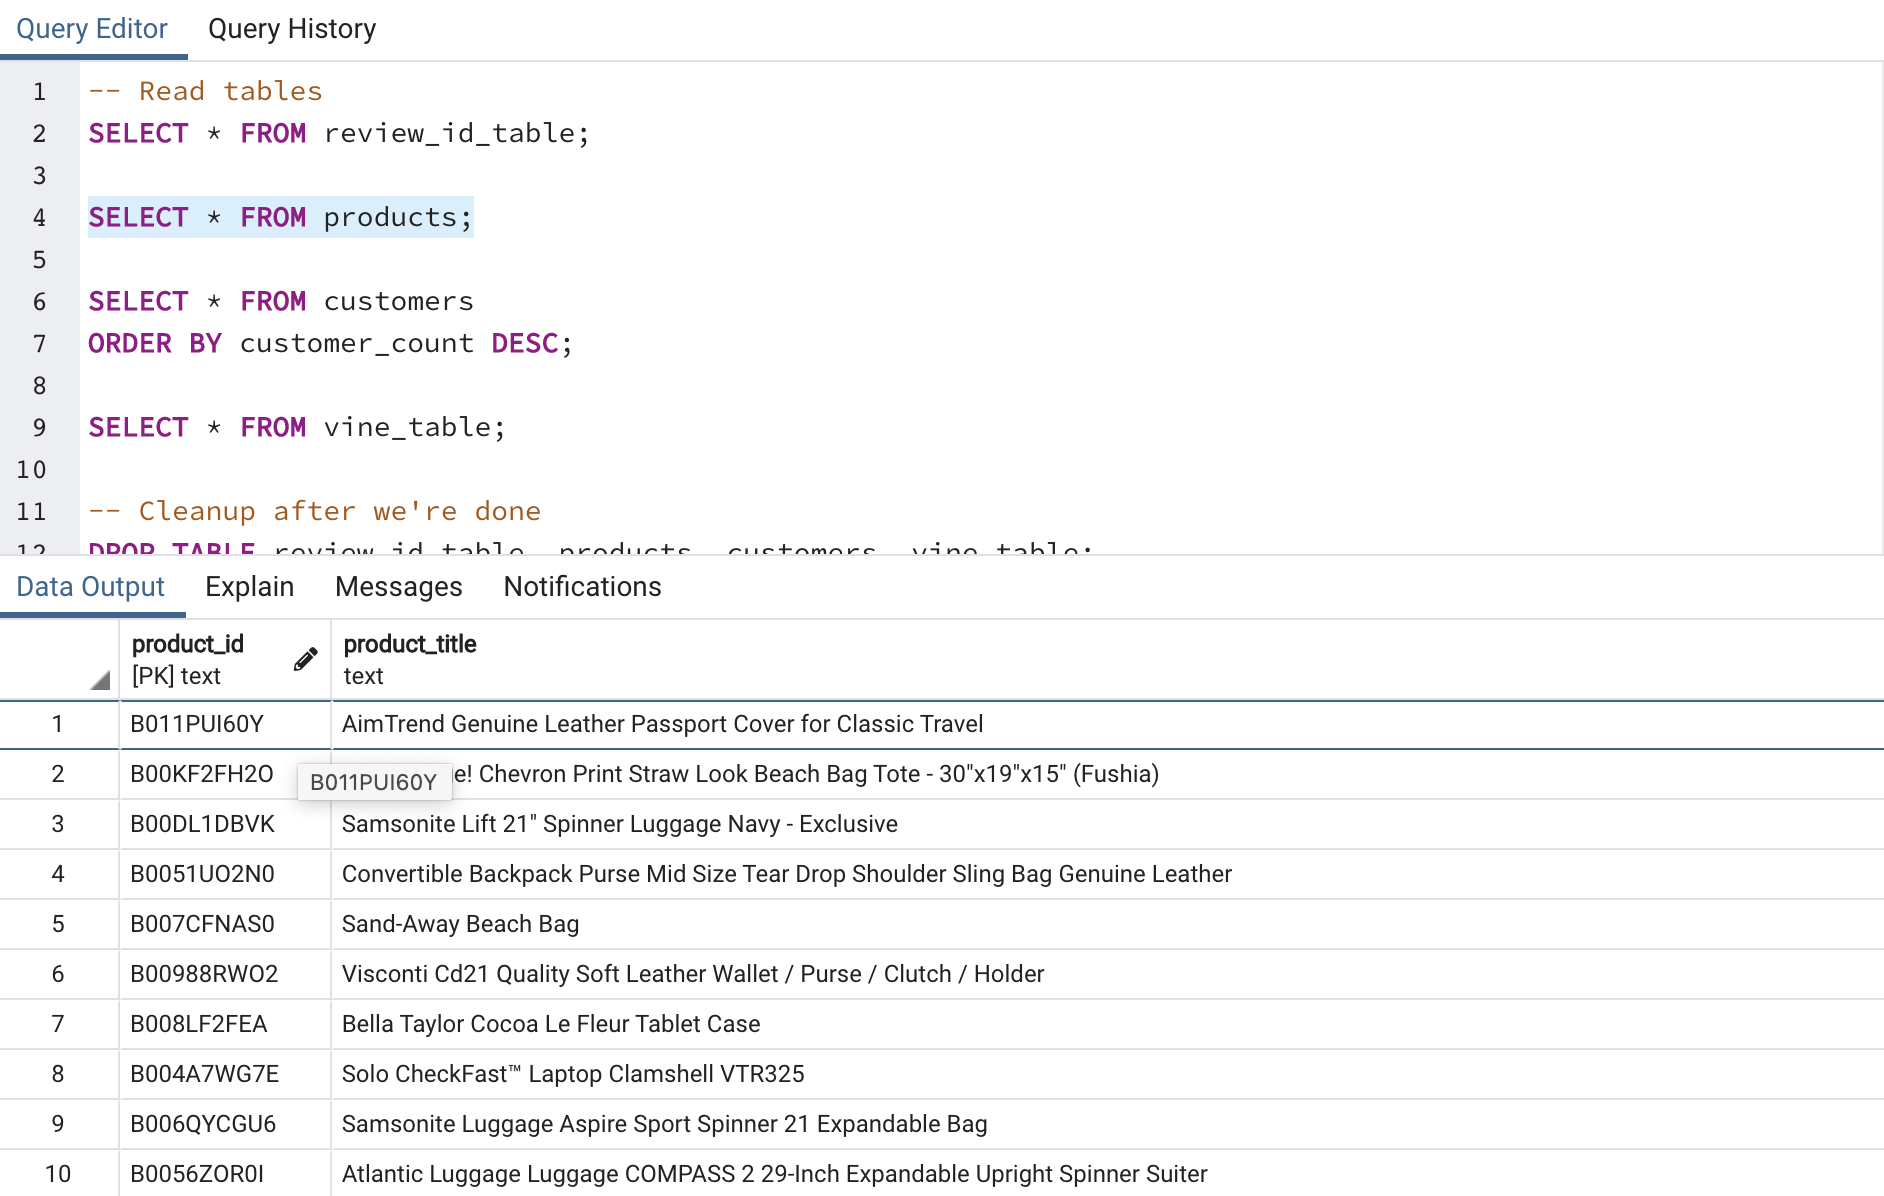 Query Editor Query History
1 -- Read tables
2 SELECT * FROM review_id_table;
3
4 SELECT * FROM products;
5
6 SELECT * FROM customers
7 ORDER BY customer_count DESC;
8
9 SELECT * FROM vine_table;
10
11 -- Cleanup after we're done
12 DROP TABLE review_id_table, products, customers, vine_table;
Data Output Explain Messages Notifications
product_id product_title
[PK] text text
1 B011PUI60Y AimTrend Genuine Leather Passport Cover for Classic Travel
2 B00KF2FH2O e! Chevron Print Straw Look Beach Bag Tote - 30"x19"x15" (Fushia)
B011PUI60Y
3 B00DL1DBVK Samsonite Lift 21" Spinner Luggage Navy - Exclusive
4 B0051UO2N0 Convertible Backpack Purse Mid Size Tear Drop Shoulder Sling Bag Genuine Leather
5 B007CFNAS0 Sand-Away Beach Bag
6 B00988RWO2 Visconti Cd21 Quality Soft Leather Wallet / Purse / Clutch / Holder
7 B008LF2FEA Bella Taylor Cocoa Le Fleur Tablet Case
8 B004A7WG7E Solo CheckFast™ Laptop Clamshell VTR325
9 B006QYCGU6 Samsonite Luggage Aspire Sport Spinner 21 Expandable Bag
10 B0056ZOR0I Atlantic Luggage Luggage COMPASS 2 29-Inch Expandable Upright Spinner Suiter